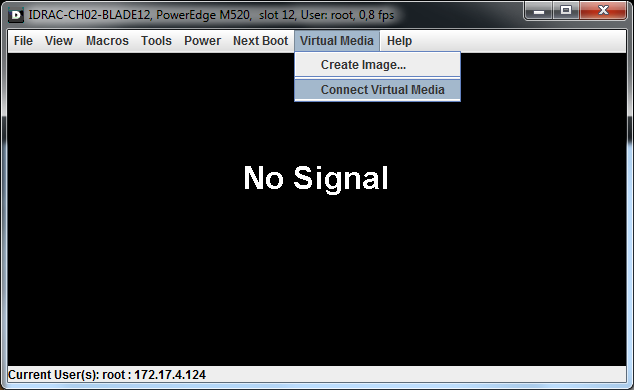 IDRAC-CH02-BLADE12, PowerEdge M520, slot 12, User: root, 0,8 fps
File View Macros Tools Power Next Boot Virtual Media Help
Create Image...
Connect Virtual Media
No Signal
Current User(s): root : 172.17.4.124